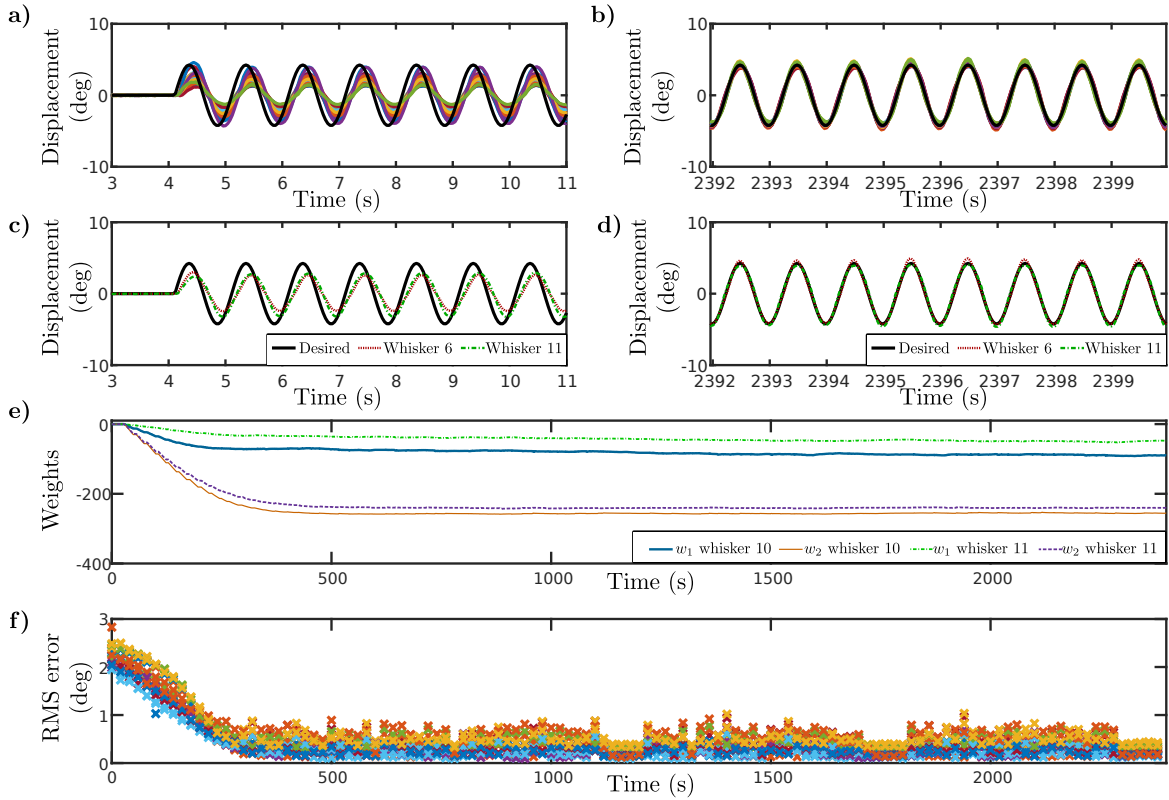 a)
10
0
-10
Displacement
(deg)
3 4 5 6 7 8 9 10 11
Time (s)
b)
10
0
-10
Displacement
(deg)
2392 2393 2394 2395 2396 2397 2398 2399
Time (s)
c)
10
0
-10
Displacement
(deg)
Desired Whisker 6 Whisker 11
3 4 5 6 7 8 9 10 11
Time (s)
d)
10
0
-10
Displacement
(deg)
Desired Whisker 6 Whisker 11
2392 2393 2394 2395 2396 2397 2398 2399
Time (s)
e)
0
-200
-400
Weights
w₁ whisker 10 w₂ whisker 10 w₁ whisker 11 w₂ whisker 11
0 500 1000 1500 2000
Time (s)
f)
3
2
1
0
RMS error
(deg)
0 500 1000 1500 2000
Time (s)